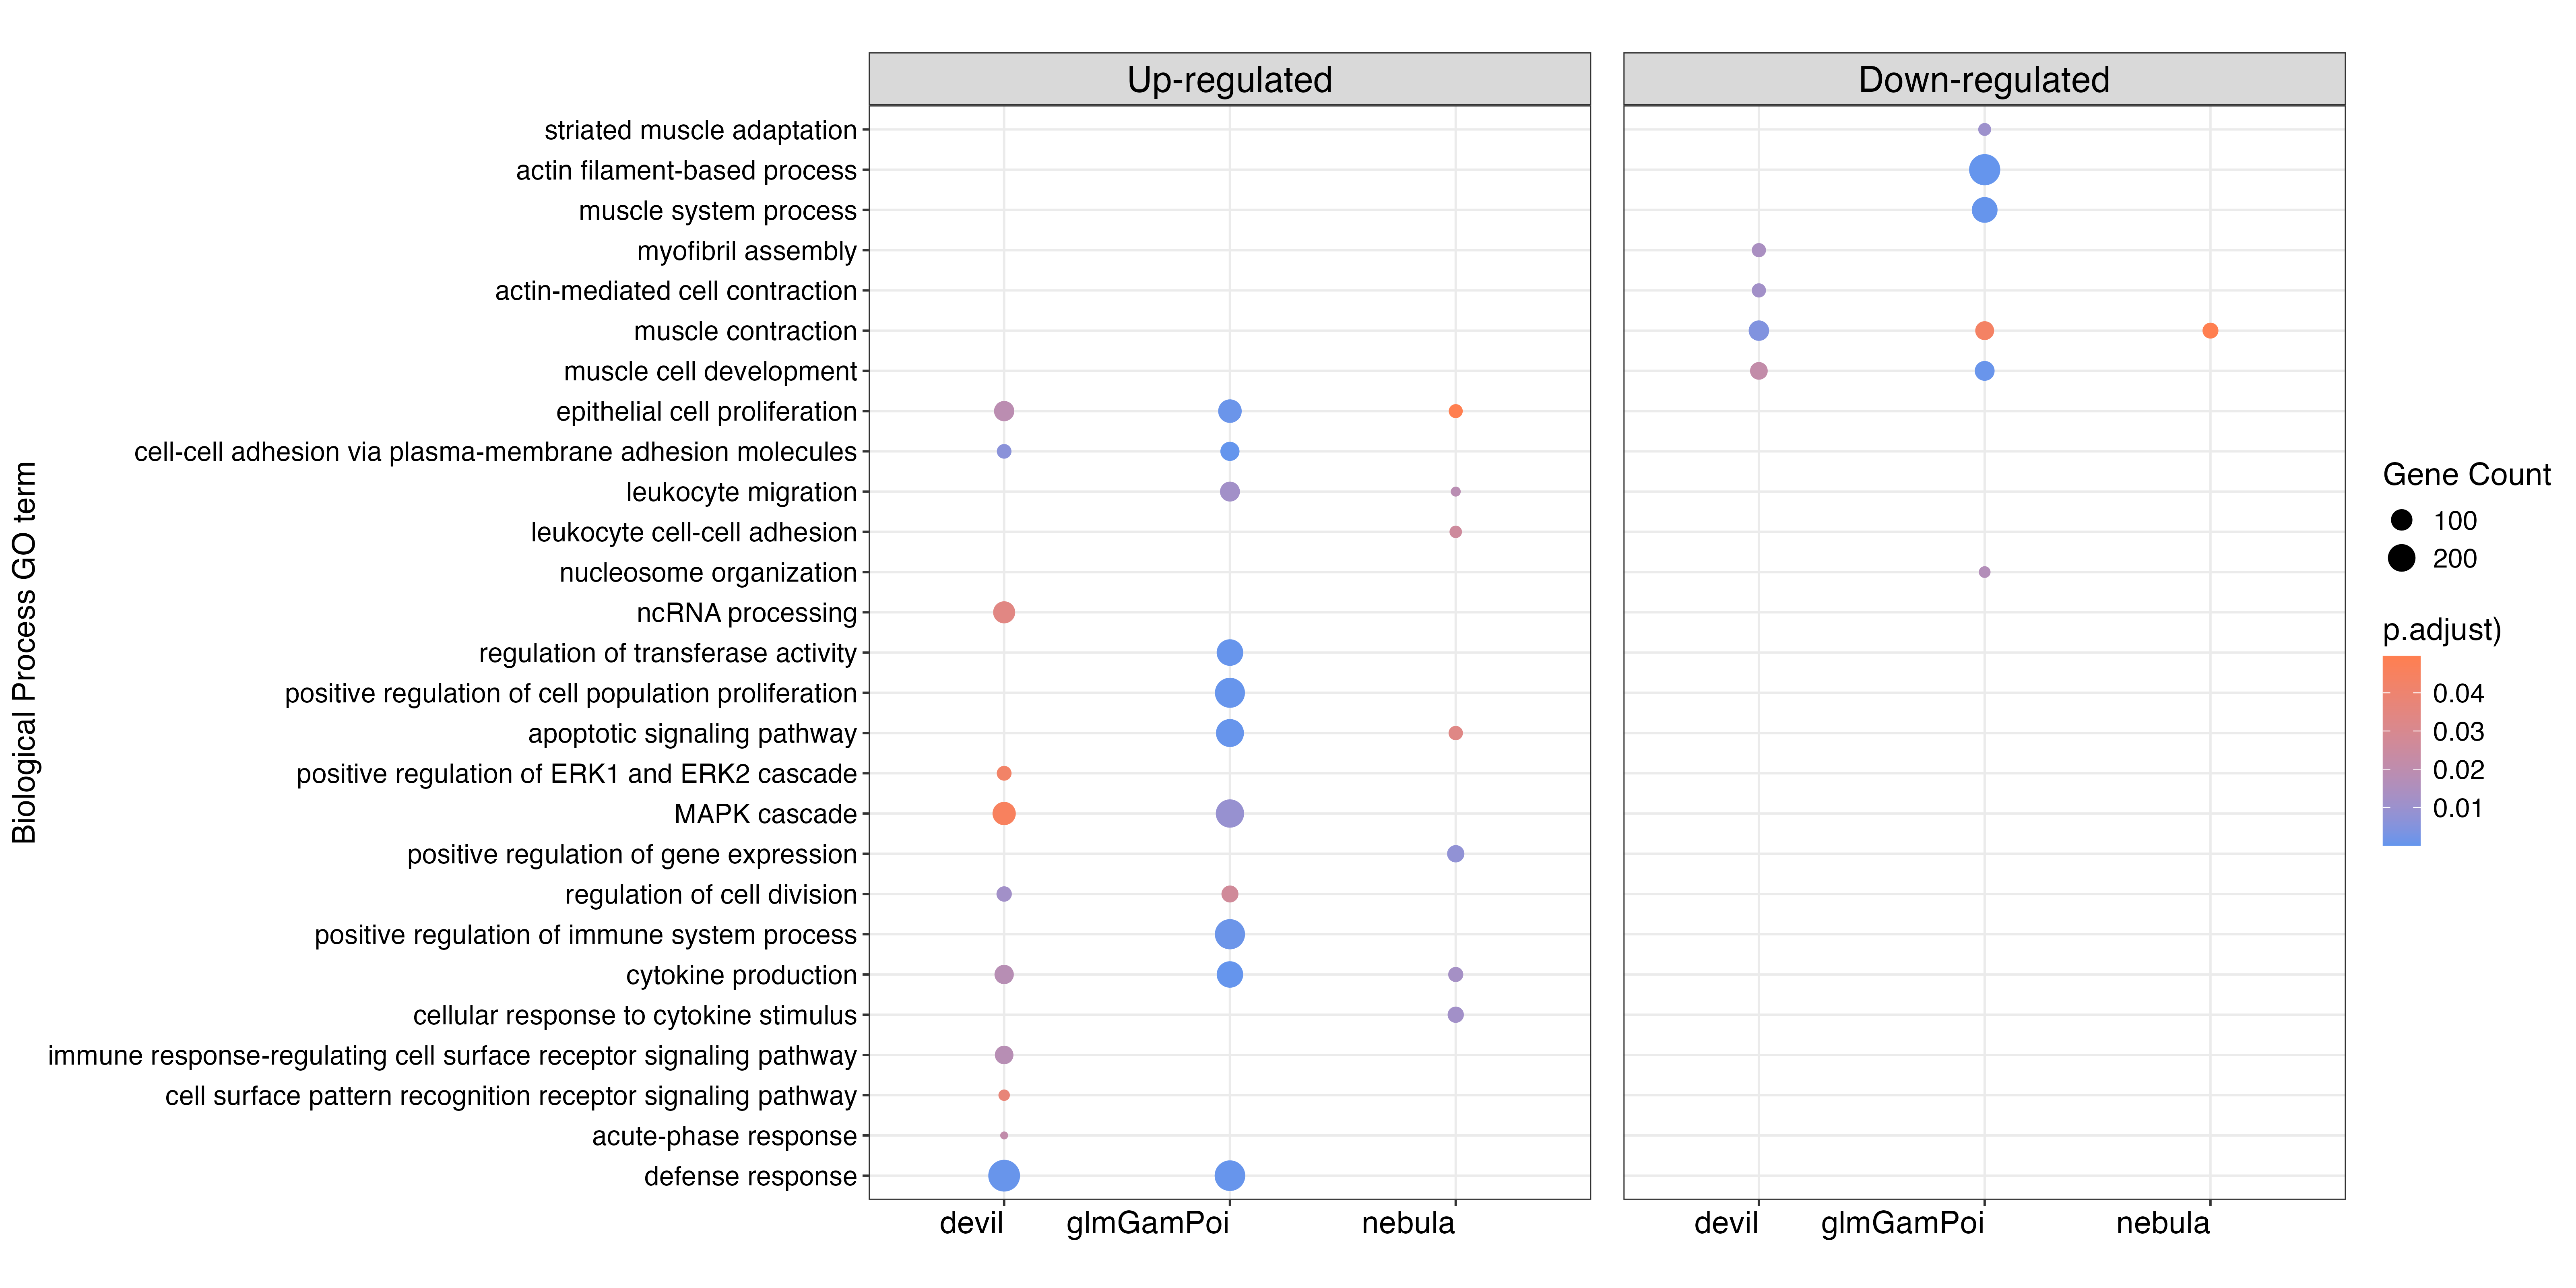 Up-regulated
Down-regulated
Biological Process GO term
striated muscle adaptation
actin filament-based process
muscle system process
myofibril assembly
actin-mediated cell contraction
muscle contraction
muscle cell development
epithelial cell proliferation
cell-cell adhesion via plasma-membrane adhesion molecules
leukocyte migration
leukocyte cell-cell adhesion
nucleosome organization
ncRNA processing
regulation of transferase activity
positive regulation of cell population proliferation
apoptotic signaling pathway
positive regulation of ERK1 and ERK2 cascade
MAPK cascade
positive regulation of gene expression
regulation of cell division
positive regulation of immune system process
cytokine production
cellular response to cytokine stimulus
immune response-regulating cell surface receptor signaling pathway
cell surface pattern recognition receptor signaling pathway
acute-phase response
defense response
devil glmGamPoi nebula
devil glmGamPoi nebula
Gene Count
100
200
p.adjust)
0.04
0.03
0.02
0.01